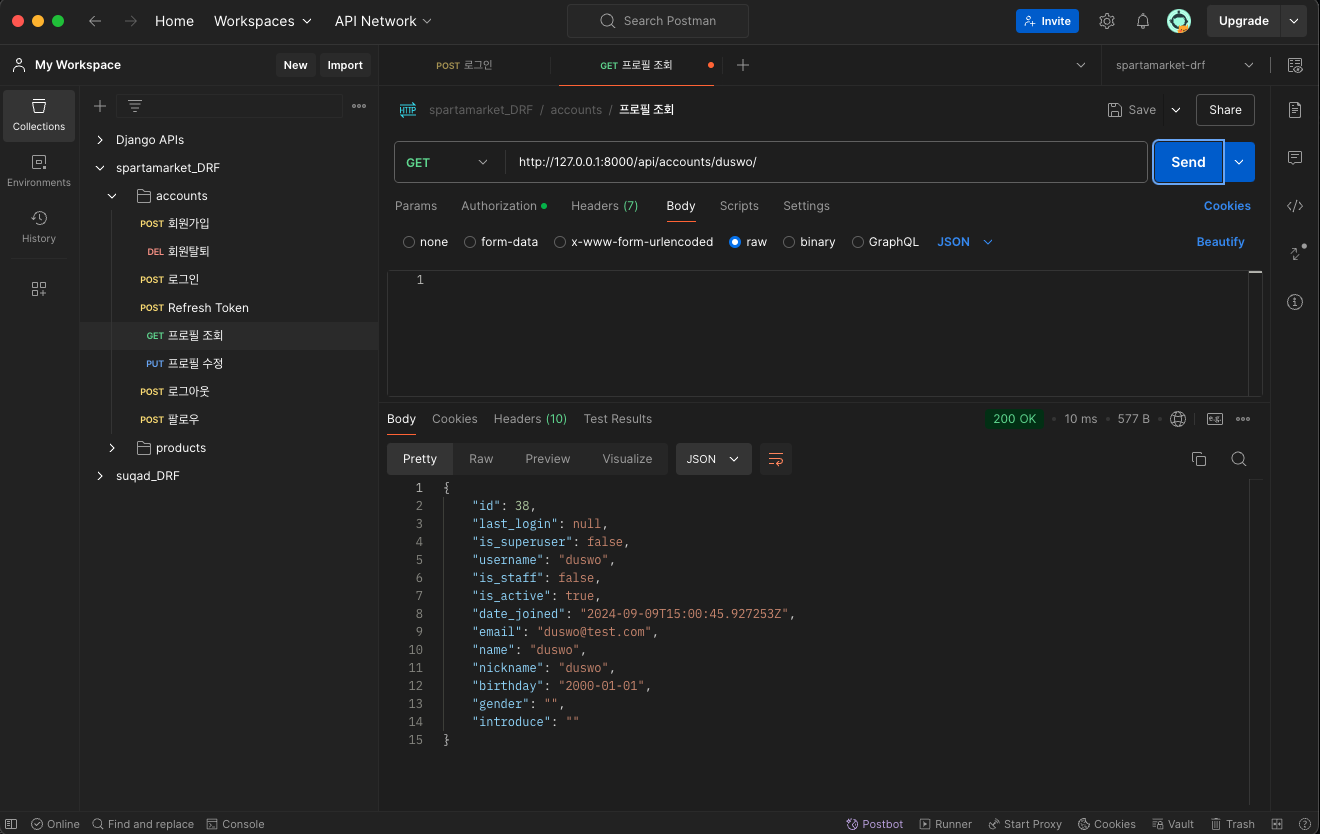 Home Workspaces API Network Search Postman Invite Upgrade
My Workspace New Import POST 로그인 GET 프로필 조회 spartamarket-drf
Collections
Environments
History
Django APIs
spartamarket_DRF
accounts
POST 회원가입
DEL 회원탈퇴
POST 로그인
POST Refresh Token
GET 프로필 조회
PUT 프로필 수정
POST 로그아웃
POST 팔로우
products
suqad_DRF
HTTP spartamarket_DRF / accounts / 프로필 조회 Save Share
GET http://127.0.0.1:8000/api/accounts/duswo/ Send
Params Authorization Headers (7) Body Scripts Settings Cookies
none form-data x-www-form-urlencoded raw binary GraphQL JSON Beautify
1
Body Cookies Headers (10) Test Results 200 OK 10 ms 577 B e.g.
Pretty Raw Preview Visualize JSON
1 {
2 "id": 38,
3 "last_login": null,
4 "is_superuser": false,
5 "username": "duswo",
6 "is_staff": false,
7 "is_active": true,
8 "date_joined": "2024-09-09T15:00:45.927253Z",
9 "email": "duswo@test.com",
10 "name": "duswo",
11 "nickname": "duswo",
12 "birthday": "2000-01-01",
13 "gender": "",
14 "introduce": ""
15 }
Online Find and replace Console Postbot Runner Start Proxy Cookies Vault Trash